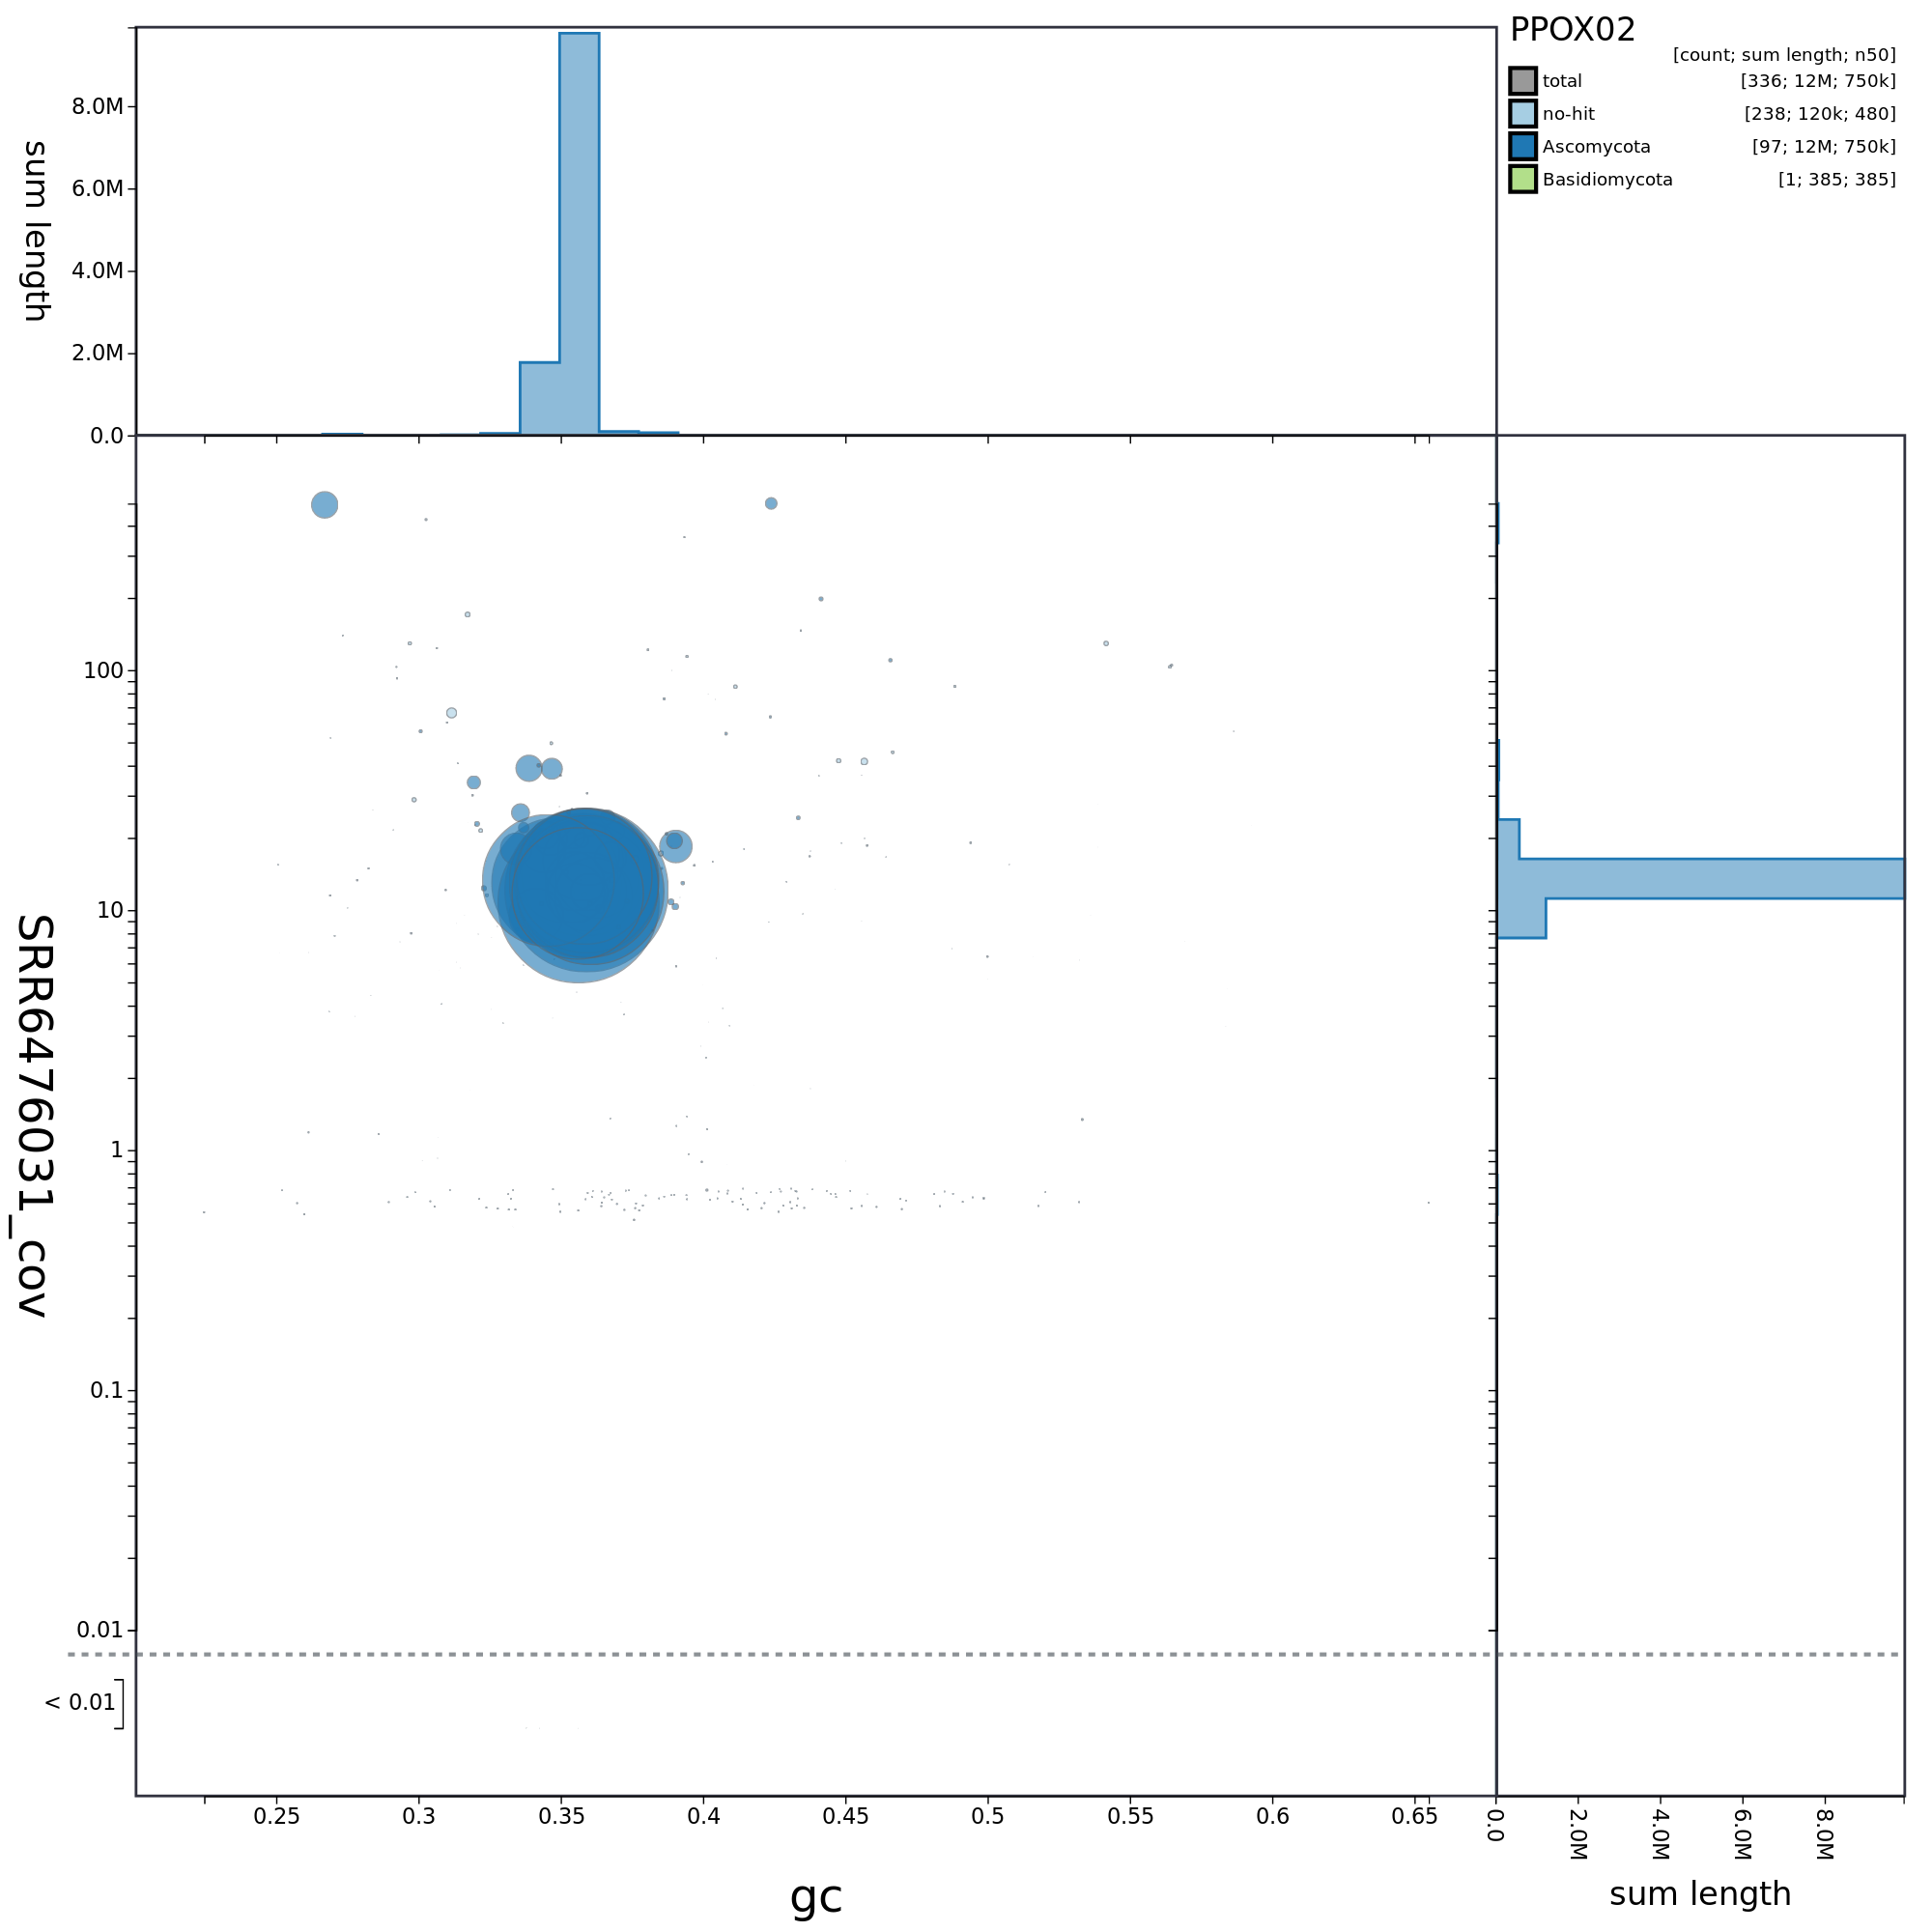 PPOX02
[count; sum length; n50]
total [336; 12M; 750k]
no-hit [238; 120k; 480]
Ascomycota [97; 12M; 750k]
Basidiomycota [1; 385; 385]
sum length
8.0M
6.0M
4.0M
2.0M
0.0
SRR6476031_cov
100
10
1
0.1
0.01
< 0.01
0.25 0.3 0.35 0.4 0.45 0.5 0.55 0.6 0.65
gc
0.0 2.0M 4.0M 6.0M 8.0M
sum length